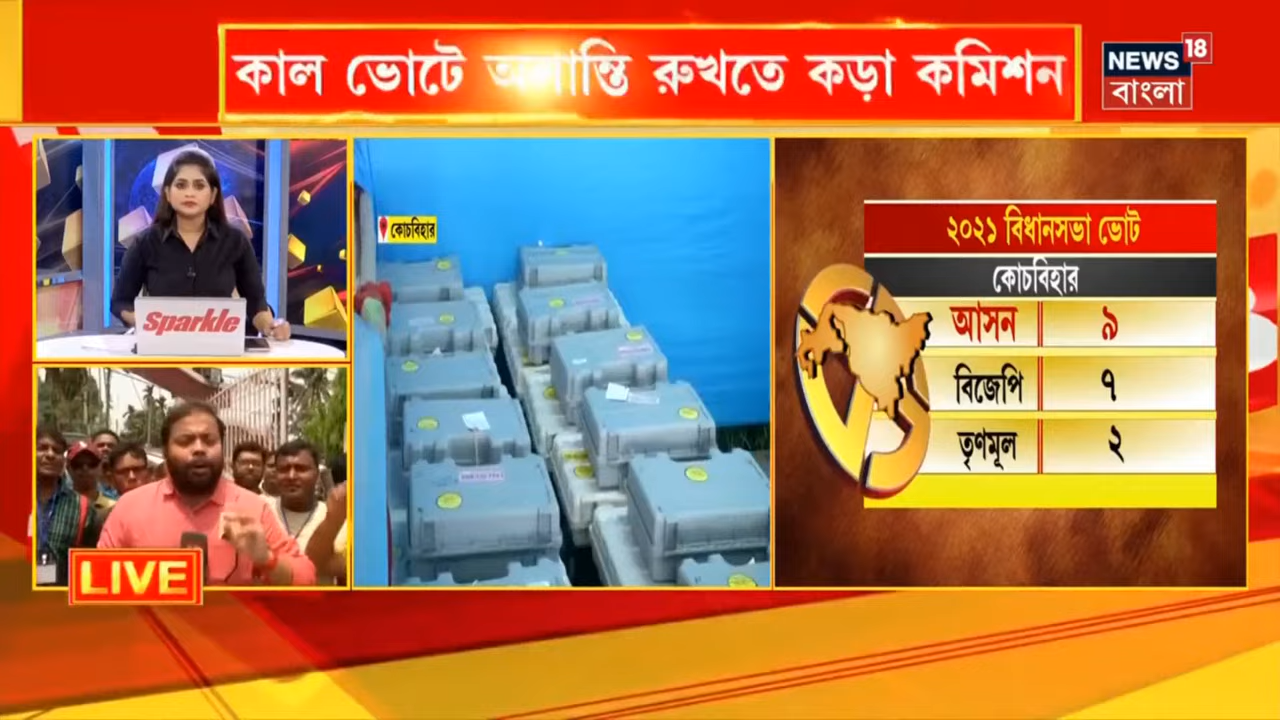 কাল ভোটে অশান্তি রুখতে কড়া কমিশন
NEWS 18
বাংলা
কোচবিহার
Sparkle
LIVE
২০২১ বিধানসভা ভোট
কোচবিহার
আসন ৯
বিজেপি ৭
তৃণমূল ২